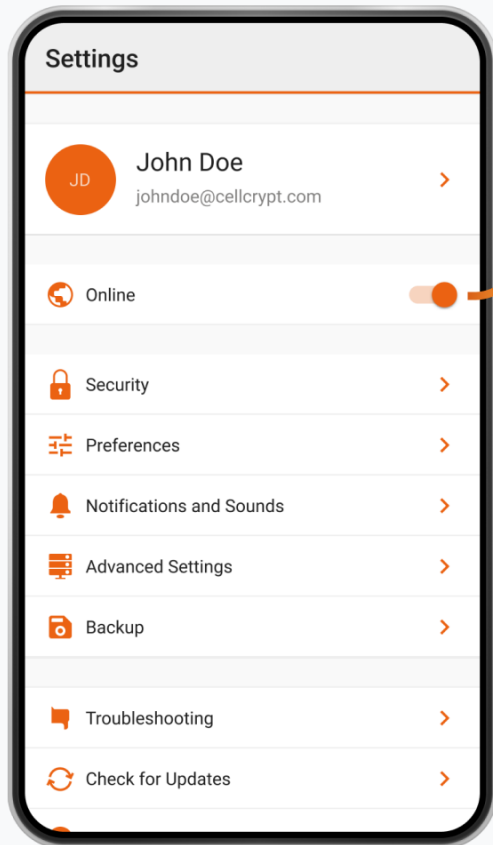 Settings
JD
John Doe
johndoe@cellcrypt.com
Online
Security
Preferences
Notifications and Sounds
Advanced Settings
Backup
Troubleshooting
Check for Updates